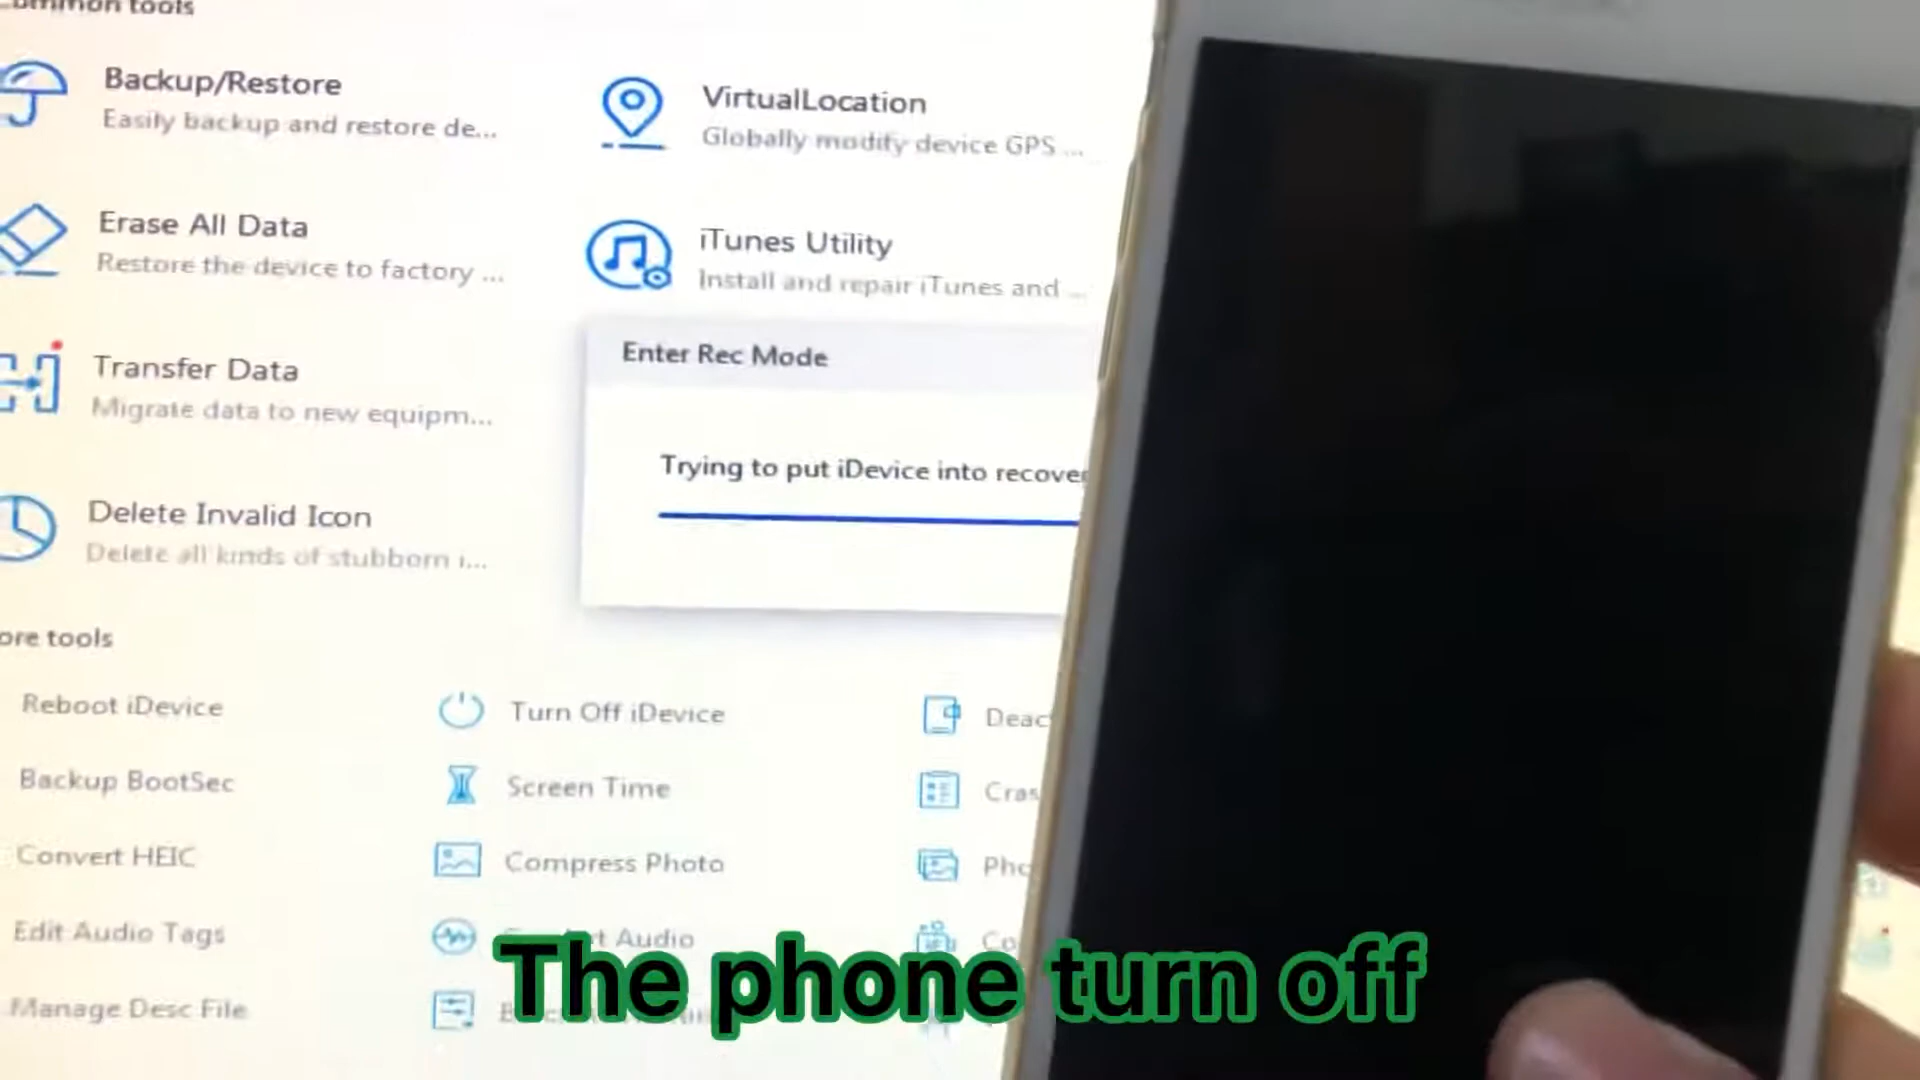 ommon tools
Backup/Restore
Easily backup and restore de...
VirtualLocation
Globally modify device GPS ...
Erase All Data
Restore the device to factory ...
iTunes Utility
Install and repair iTunes and ...
Transfer Data
Migrate data to new equipm...
Enter Rec Mode
Trying to put iDevice into recover
Delete Invalid Icon
Delete all kinds of stubborn i...
ore tools
Reboot iDevice
Turn Off iDevice
Deac
Backup BootSec
Screen Time
Cras
Convert HEIC
Compress Photo
Pho
Edit Audio Tags
Audio
Co
Manage Desc File
The phone turn off